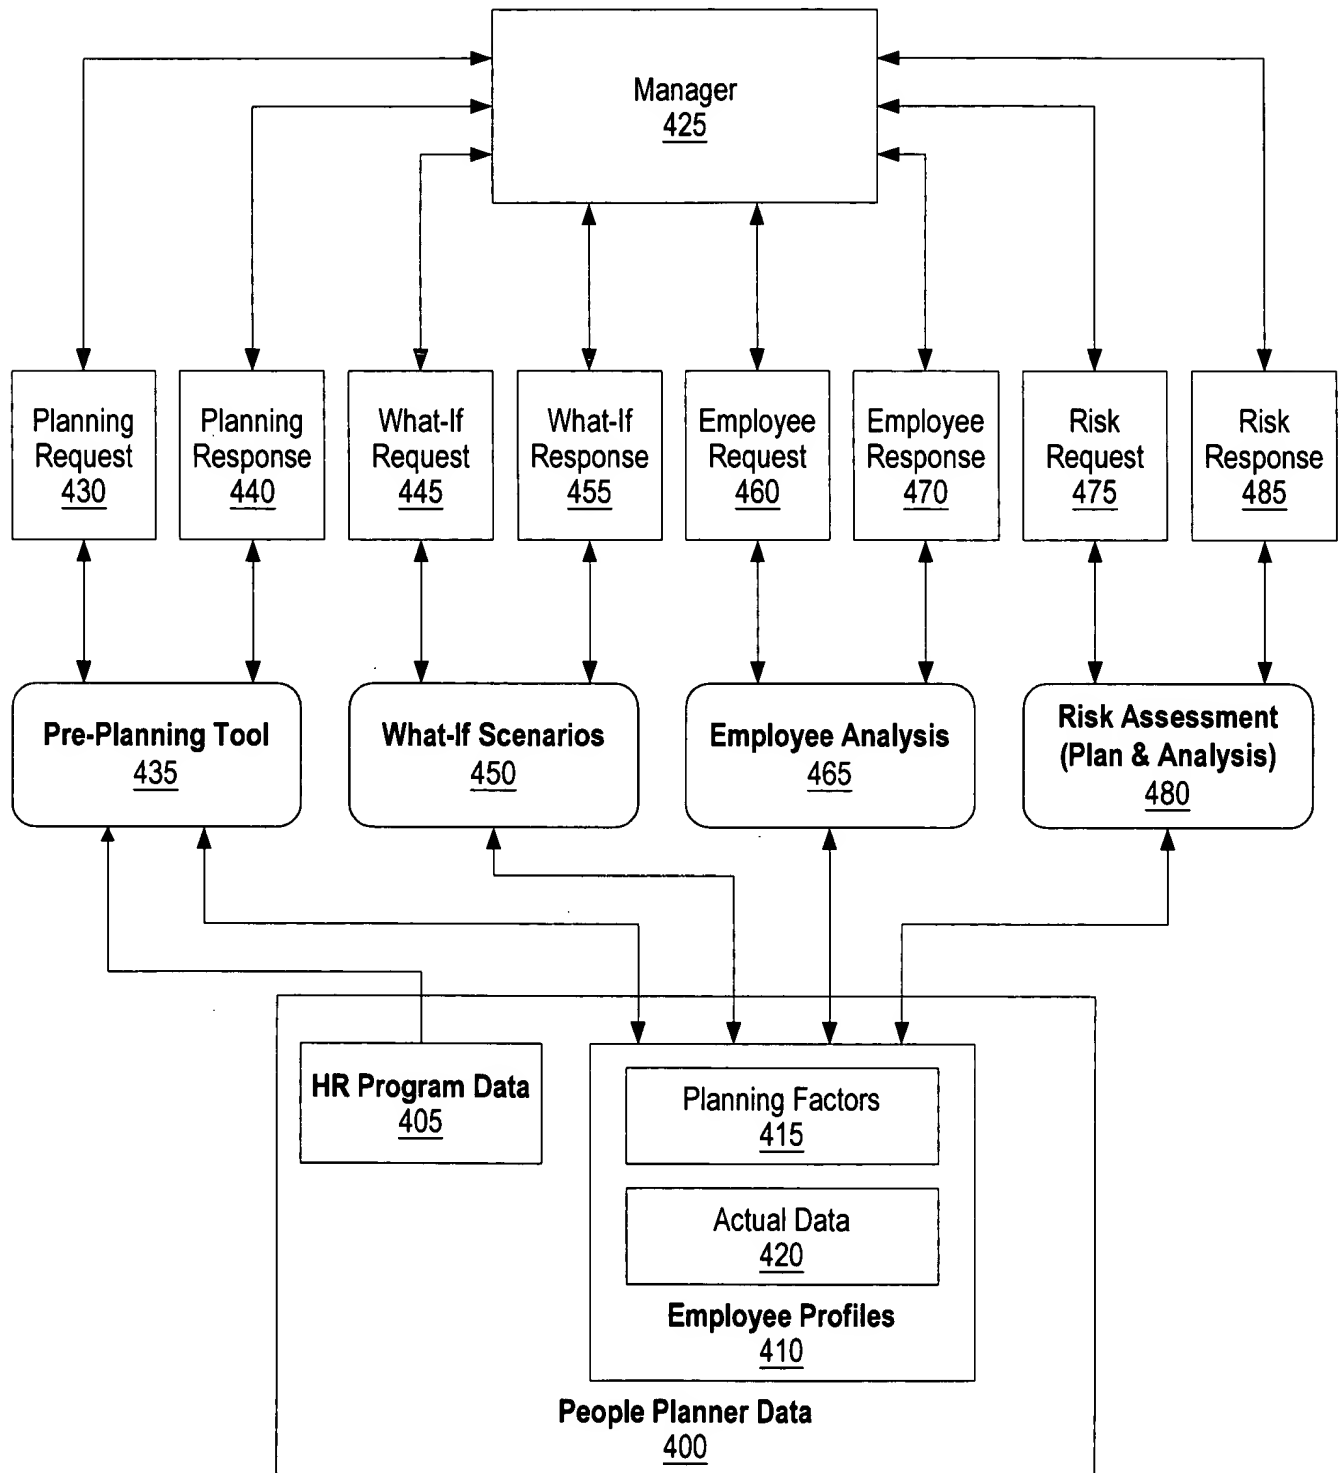 Manager
425
Planning
Request
430
Planning
Response
440
What-If
Request
445
What-If
Response
455
Employee
Request
460
Employee
Response
470
Risk
Request
475
Risk
Response
485
Pre-Planning Tool
435
What-If Scenarios
450
Employee Analysis
465
Risk Assessment
(Plan & Analysis)
480
HR Program Data
405
Planning Factors
415
Actual Data
420
Employee Profiles
410
People Planner Data
400